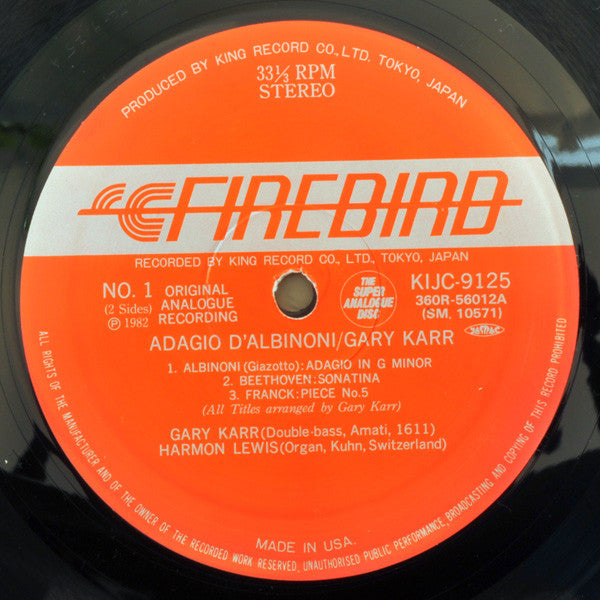 PRODUCED BY KING RECORD CO., LTD. TOKYO, JAPAN
33⅓ RPM
STEREO
FIREBIRD
RECORDED BY KING RECORD CO., LTD., TOKYO, JAPAN
NO. 1
(2 Sides)
℗ 1982
ORIGINAL
ANALOGUE
RECORDING
THE
SUPER
ANALOGUE
DISC
KIJC-9125
360R-56012A
(SM. 10571)
JASRAC
ADAGIO D'ALBINONI/GARY KARR
1. ALBINONI (Giazotto): ADAGIO IN G MINOR
2. BEETHOVEN: SONATINA
3. FRANCK: PIECE No.5
(All Titles arranged by Gary Karr)
GARY KARR (Double-bass, Amati, 1611)
HARMON LEWIS (Organ, Kuhn, Switzerland)
MADE IN USA.
ALL RIGHTS OF THE MANUFACTURER AND OF THE OWNER OF THE RECORDED WORK RESERVED, UNAUTHORISED PUBLIC PERFORMANCE, BROADCASTING AND COPYING OF THIS RECORD PROHIBITED